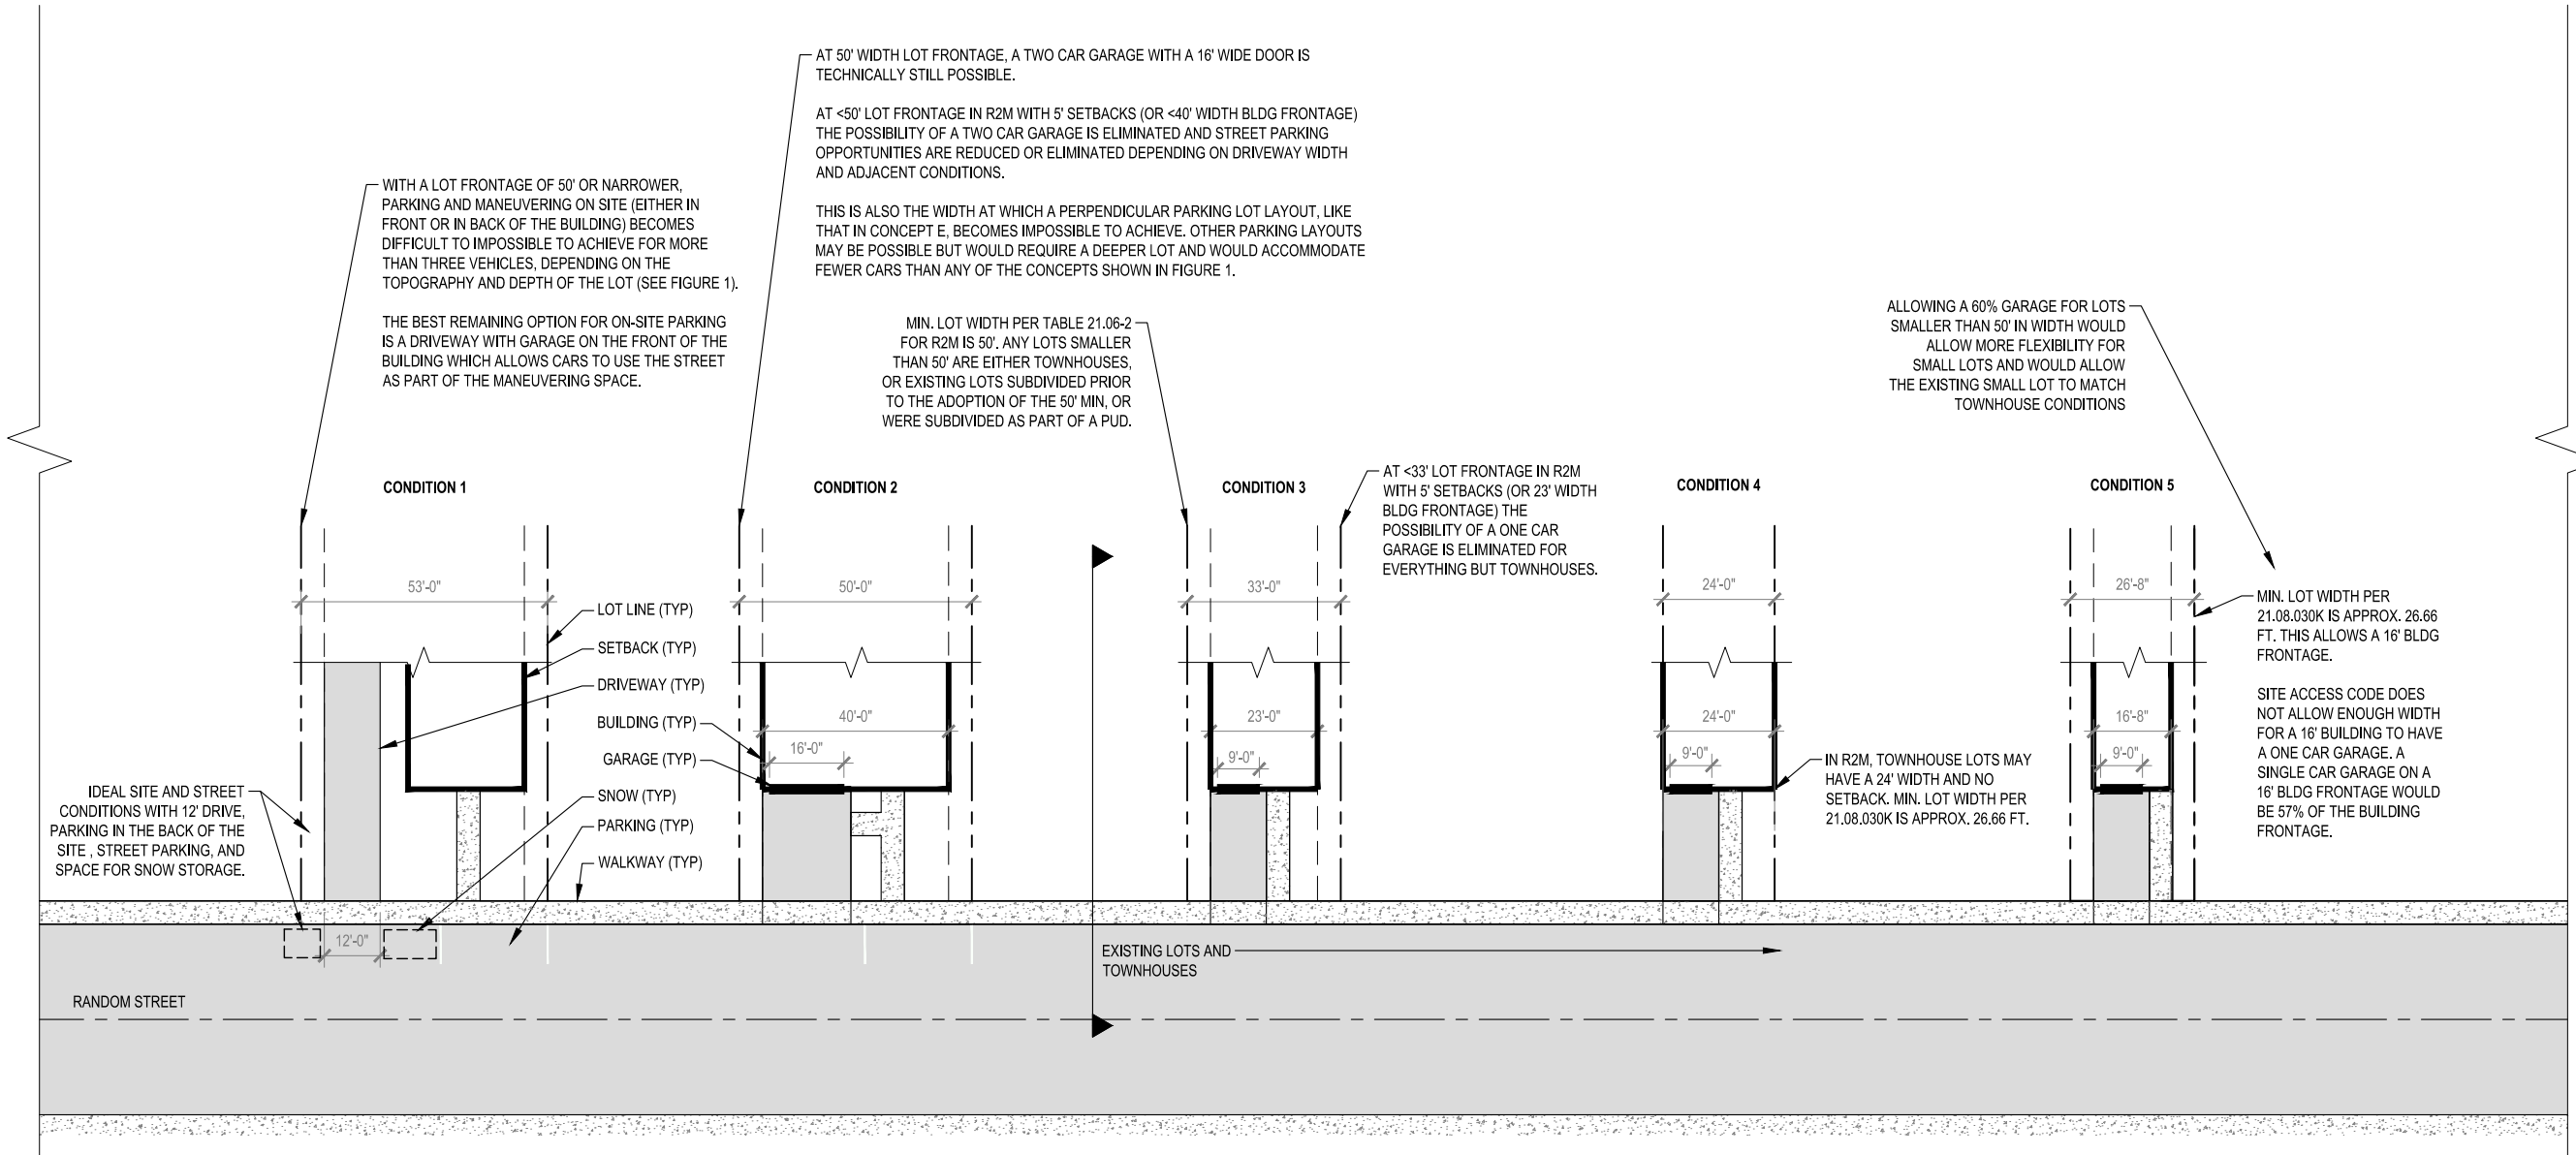 AT 50' WIDTH LOT FRONTAGE, A TWO CAR GARAGE WITH A 16' WIDE DOOR IS
TECHNICALLY STILL POSSIBLE.
AT <50' LOT FRONTAGE IN R2M WITH 5' SETBACKS (OR <40' WIDTH BLDG FRONTAGE)
THE POSSIBILITY OF A TWO CAR GARAGE IS ELIMINATED AND STREET PARKING
OPPORTUNITIES ARE REDUCED OR ELIMINATED DEPENDING ON DRIVEWAY WIDTH
AND ADJACENT CONDITIONS.
THIS IS ALSO THE WIDTH AT WHICH A PERPENDICULAR PARKING LOT LAYOUT, LIKE
THAT IN CONCEPT E, BECOMES IMPOSSIBLE TO ACHIEVE. OTHER PARKING LAYOUTS
MAY BE POSSIBLE BUT WOULD REQUIRE A DEEPER LOT AND WOULD ACCOMMODATE
FEWER CARS THAN ANY OF THE CONCEPTS SHOWN IN FIGURE 1.
WITH A LOT FRONTAGE OF 50' OR NARROWER,
PARKING AND MANEUVERING ON SITE (EITHER IN
FRONT OR IN BACK OF THE BUILDING) BECOMES
DIFFICULT TO IMPOSSIBLE TO ACHIEVE FOR MORE
THAN THREE VEHICLES, DEPENDING ON THE
TOPOGRAPHY AND DEPTH OF THE LOT (SEE FIGURE 1).
THE BEST REMAINING OPTION FOR ON-SITE PARKING
IS A DRIVEWAY WITH GARAGE ON THE FRONT OF THE
BUILDING WHICH ALLOWS CARS TO USE THE STREET
AS PART OF THE MANEUVERING SPACE.
MIN. LOT WIDTH PER TABLE 21.06-2
FOR R2M IS 50'. ANY LOTS SMALLER
THAN 50' ARE EITHER TOWNHOUSES,
OR EXISTING LOTS SUBDIVIDED PRIOR
TO THE ADOPTION OF THE 50' MIN, OR
WERE SUBDIVIDED AS PART OF A PUD.
ALLOWING A 60% GARAGE FOR LOTS
SMALLER THAN 50' IN WIDTH WOULD
ALLOW MORE FLEXIBILITY FOR
SMALL LOTS AND WOULD ALLOW
THE EXISTING SMALL LOT TO MATCH
TOWNHOUSE CONDITIONS
AT <33' LOT FRONTAGE IN R2M
WITH 5' SETBACKS (OR 23' WIDTH
BLDG FRONTAGE) THE
POSSIBILITY OF A ONE CAR
GARAGE IS ELIMINATED FOR
EVERYTHING BUT TOWNHOUSES.
CONDITION 1
CONDITION 2
CONDITION 3
CONDITION 4
CONDITION 5
53'-0"
50'-0"
33'-0"
24'-0"
26'-8"
LOT LINE (TYP)
SETBACK (TYP)
DRIVEWAY (TYP)
BUILDING (TYP)
GARAGE (TYP)
SNOW (TYP)
PARKING (TYP)
WALKWAY (TYP)
40'-0"
16'-0"
23'-0"
9'-0"
24'-0"
9'-0"
16'-8"
9'-0"
MIN. LOT WIDTH PER
21.08.030K IS APPROX. 26.66
FT. THIS ALLOWS A 16' BLDG
FRONTAGE.
SITE ACCESS CODE DOES
NOT ALLOW ENOUGH WIDTH
FOR A 16' BUILDING TO HAVE
A ONE CAR GARAGE. A
SINGLE CAR GARAGE ON A
16' BLDG FRONTAGE WOULD
BE 57% OF THE BUILDING
FRONTAGE.
IN R2M, TOWNHOUSE LOTS MAY
HAVE A 24' WIDTH AND NO
SETBACK. MIN. LOT WIDTH PER
21.08.030K IS APPROX. 26.66 FT.
IDEAL SITE AND STREET
CONDITIONS WITH 12' DRIVE,
PARKING IN THE BACK OF THE
SITE , STREET PARKING, AND
SPACE FOR SNOW STORAGE.
12'-0"
EXISTING LOTS AND
TOWNHOUSES
RANDOM STREET